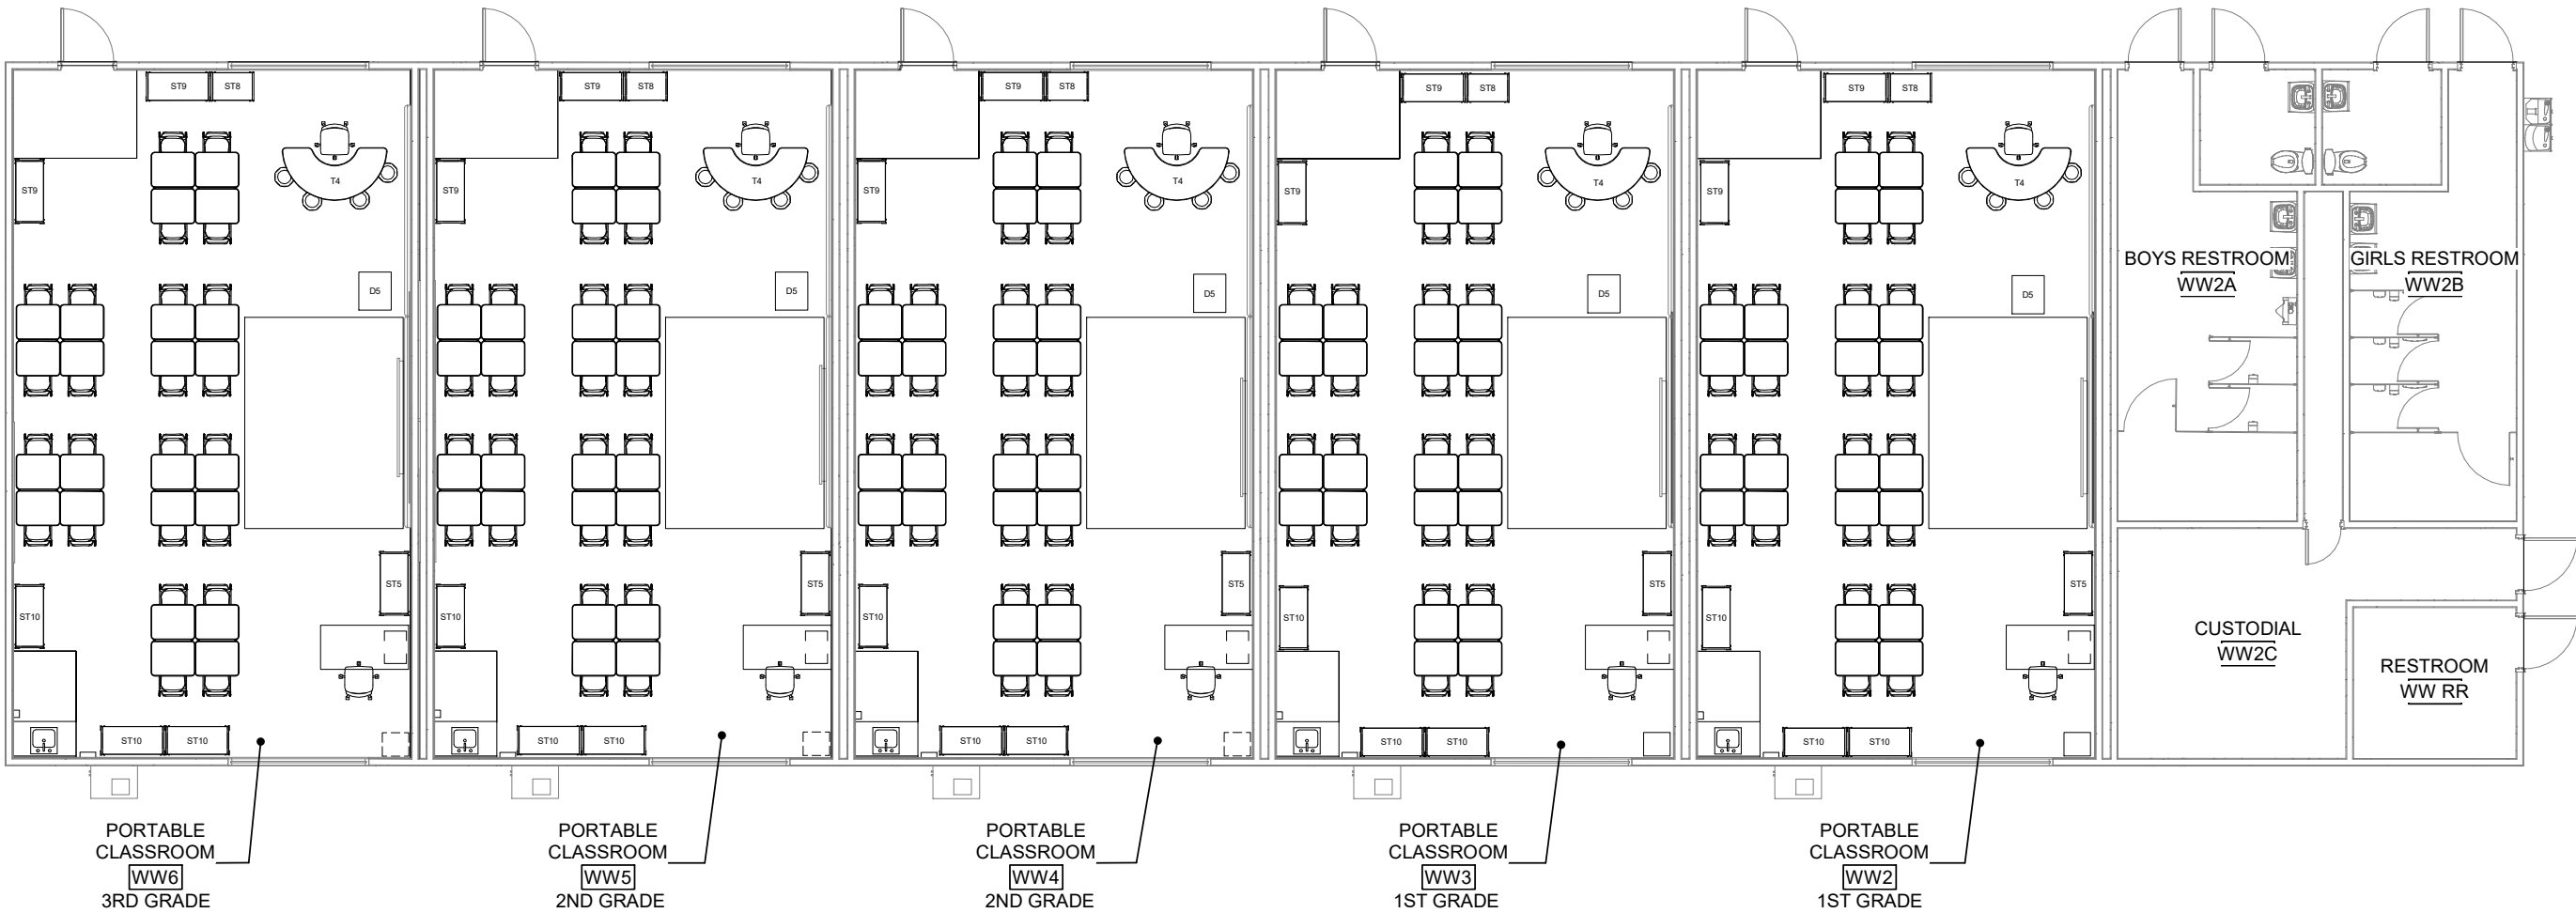 ST9 ST8
ST9
T4
D5
ST5
ST10
ST10 ST10
ST9 ST8
ST9
T4
D5
ST5
ST10
ST10 ST10
ST9 ST8
ST9
T4
D5
ST5
ST10
ST10 ST10
ST9 ST8
ST9
T4
D5
ST5
ST10
ST10 ST10
ST9 ST8
ST9
T4
D5
ST5
ST10
ST10 ST10
BOYS RESTROOM
WW2A
GIRLS RESTROOM
WW2B
CUSTODIAL
WW2C
RESTROOM
WW RR
PORTABLE
CLASSROOM
WW6
3RD GRADE
PORTABLE
CLASSROOM
WW5
2ND GRADE
PORTABLE
CLASSROOM
WW4
2ND GRADE
PORTABLE
CLASSROOM
WW3
1ST GRADE
PORTABLE
CLASSROOM
WW2
1ST GRADE